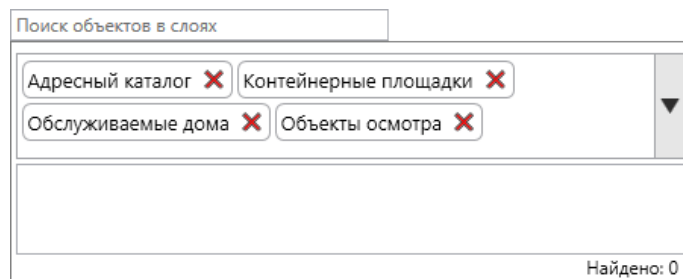 Поиск объектов в слоях
Адресный каталог Контейнерные площадки
Обслуживаемые дома Объекты осмотра
Найдено: 0